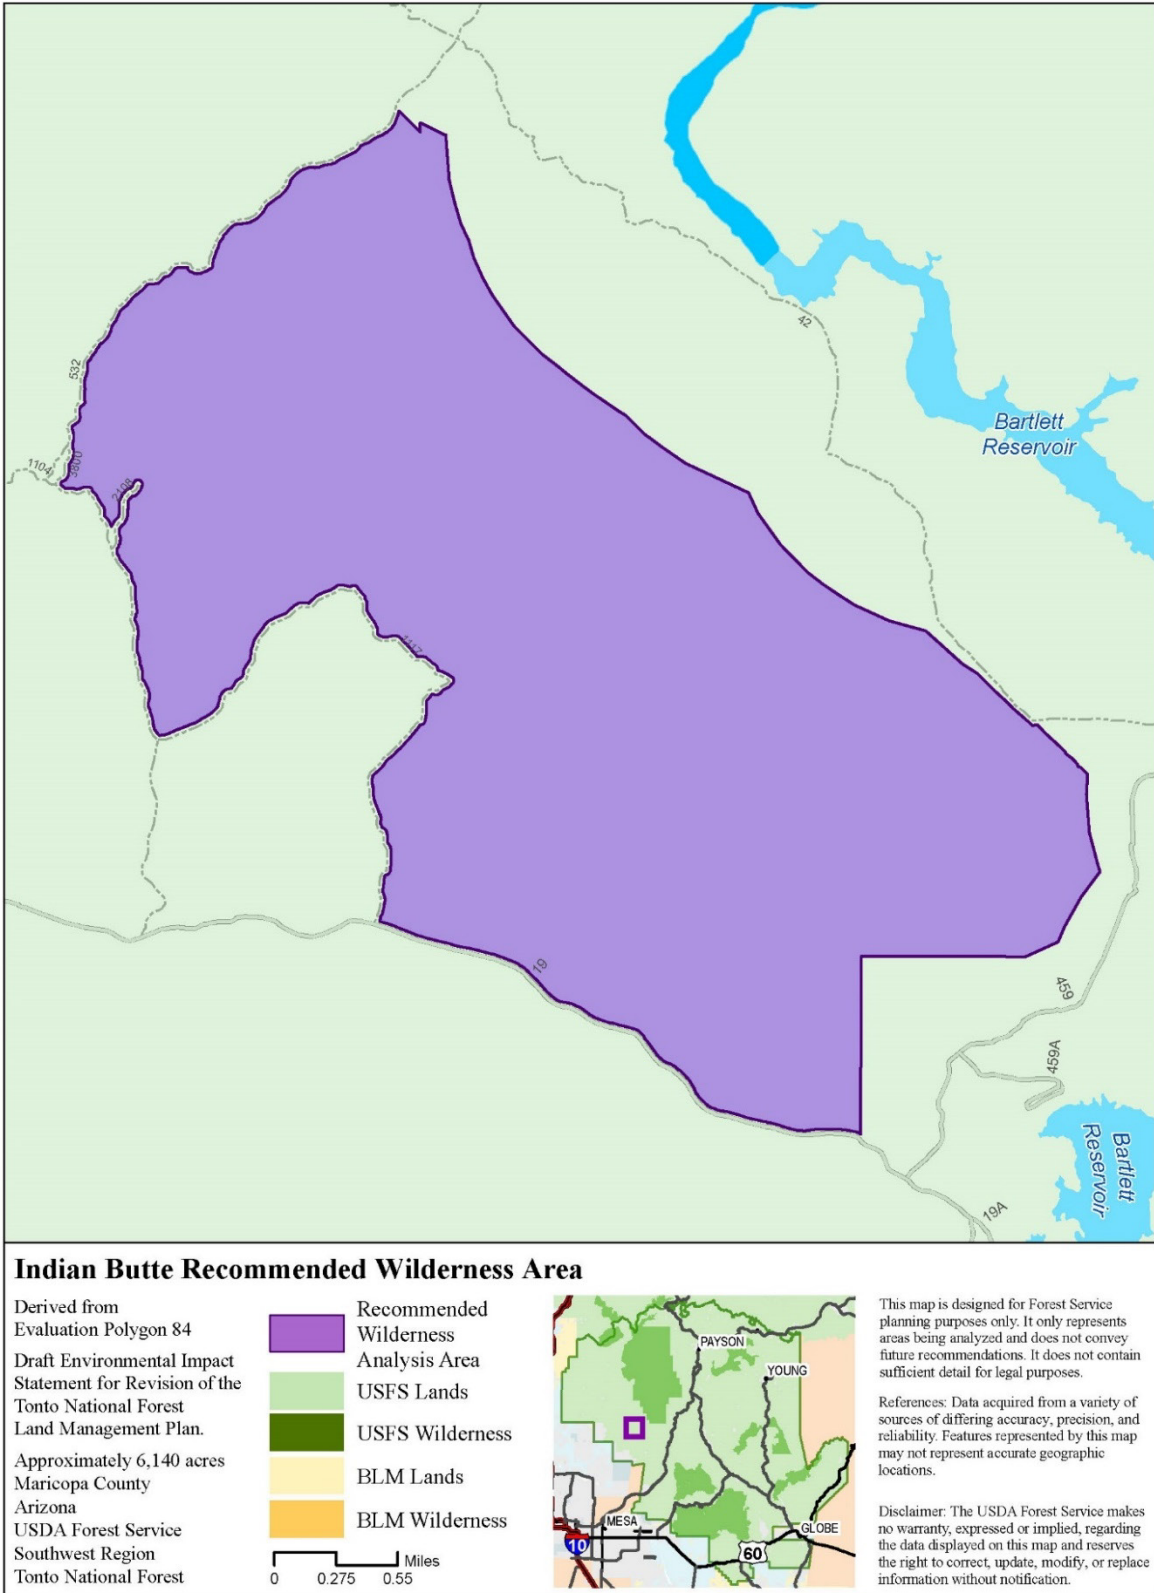 42
532
Bartlett
Reservoir
1104
3800
2108
1117
19
459
459A
Bartlett
Reservoir
19A
Indian Butte Recommended Wilderness Area
Derived from
Evaluation Polygon 84
Draft Environmental Impact
Statement for Revision of the
Tonto National Forest
Land Management Plan.
Approximately 6,140 acres
Maricopa County
Arizona
USDA Forest Service
Southwest Region
Tonto National Forest
Recommended
Wilderness
Analysis Area
USFS Lands
USFS Wilderness
BLM Lands
BLM Wilderness
Miles
0 0.275 0.55
PAYSON
YOUNG
MESA
GLOBE
10
60
This map is designed for Forest Service
planning purposes only. It only represents
areas being analyzed and does not convey
future recommendations. It does not contain
sufficient detail for legal purposes.
References: Data acquired from a variety of
sources of differing accuracy, precision, and
reliability. Features represented by this map
may not represent accurate geographic
locations.
Disclaimer: The USDA Forest Service makes
no warranty, expressed or implied, regarding
the data displayed on this map and reserves
the right to correct, update, modify, or replace
information without notification.